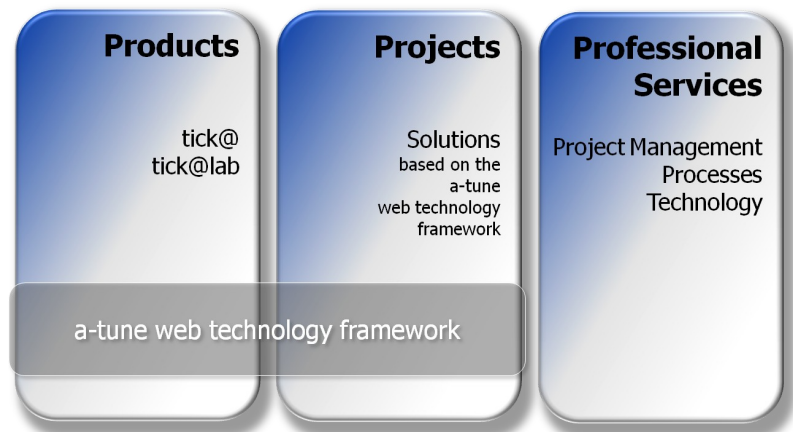 Products
tick@
tick@lab
Projects
Solutions
based on the
a-tune
web technology
framework
Professional
Services
Project Management
Processes
Technology
a-tune web technology framework